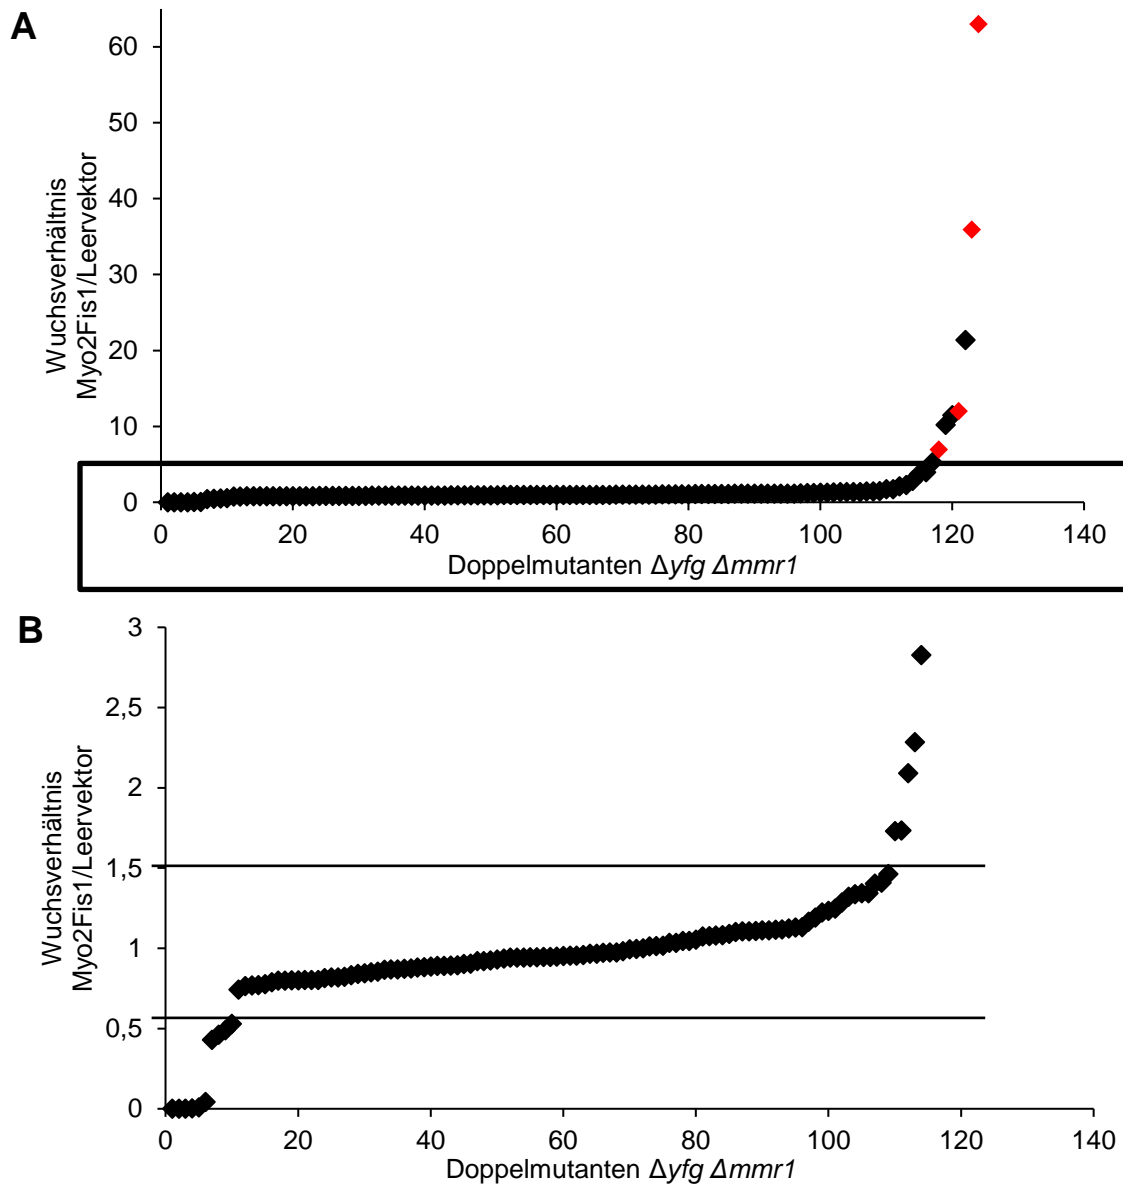 A
60
50
40
30
20
10
0
Wuchsverhältnis
Myo2Fis1/Leervektor
0 20 40 60 80 100 120 140
Doppelmutanten Δyfg Δmmr1
B
3
2,5
2
1,5
1
0,5
0
Wuchsverhältnis
Myo2Fis1/Leervektor
0 20 40 60 80 100 120 140
Doppelmutanten Δyfg Δmmr1